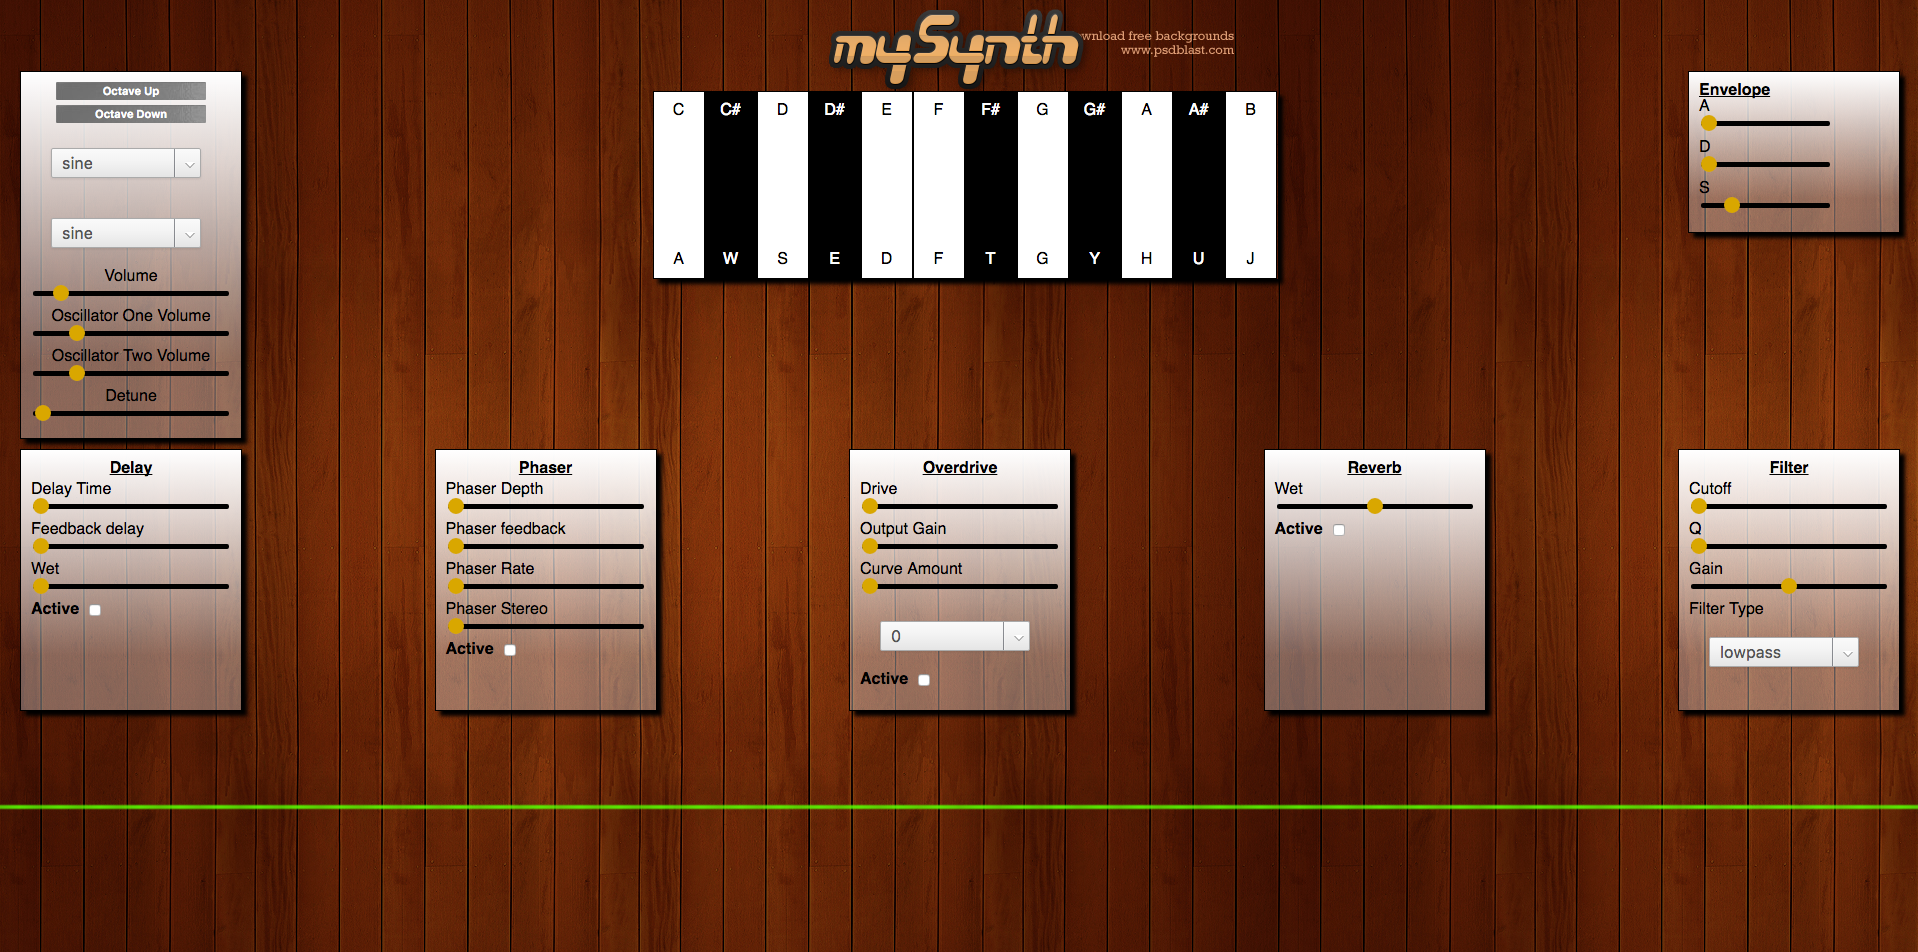 mySynth
wnload free backgrounds
www.psdblast.com
Octave Up
Octave Down
sine
sine
Volume
Oscillator One Volume
Oscillator Two Volume
Detune
C C# D D# E F F# G G# A A# B
A W S E D F T G Y H U J
Envelope
A
D
S
Delay
Delay Time
Feedback delay
Wet
Active
Phaser
Phaser Depth
Phaser feedback
Phaser Rate
Phaser Stereo
Active
Overdrive
Drive
Output Gain
Curve Amount
0
Active
Reverb
Wet
Active
Filter
Cutoff
Q
Gain
Filter Type
lowpass